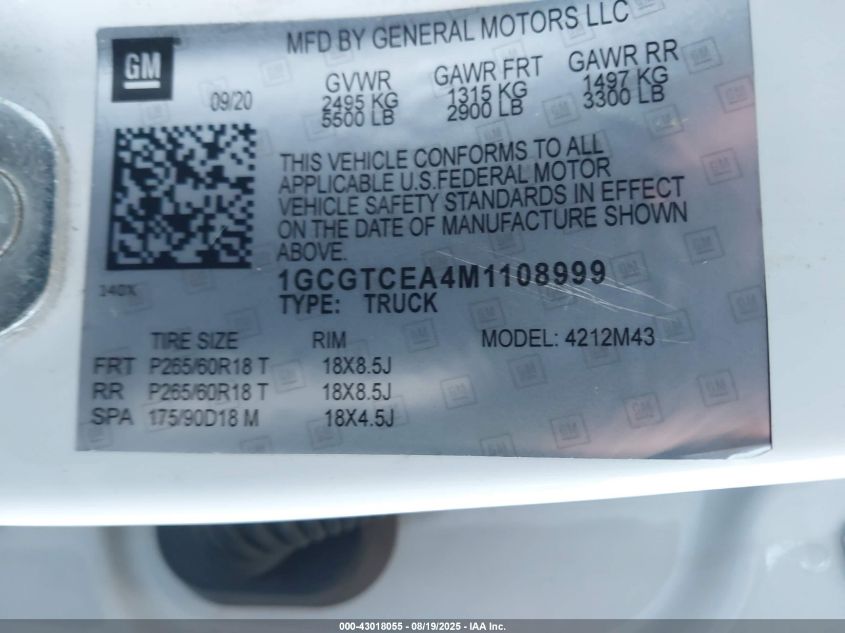 MFD BY GENERAL MOTORS LLC
GM
09/20
GVWR
2495 KG
5500 LB
GAWR FRT
1315 KG
2900 LB
GAWR RR
1497 KG
3300 LB
THIS VEHICLE CONFORMS TO ALL
APPLICABLE U.S.FEDERAL MOTOR
VEHICLE SAFETY STANDARDS IN EFFECT
ON THE DATE OF MANUFACTURE SHOWN
ABOVE.
1GCGTCEA4M1108999
TYPE: TRUCK
140X
TIRE SIZE RIM MODEL: 4212M43
FRT P265/60R18 T 18X8.5J
RR P265/60R18 T 18X8.5J
SPA 175/90D18 M 18X4.5J
000-43018055 - 08/19/2025 - IAA Inc.